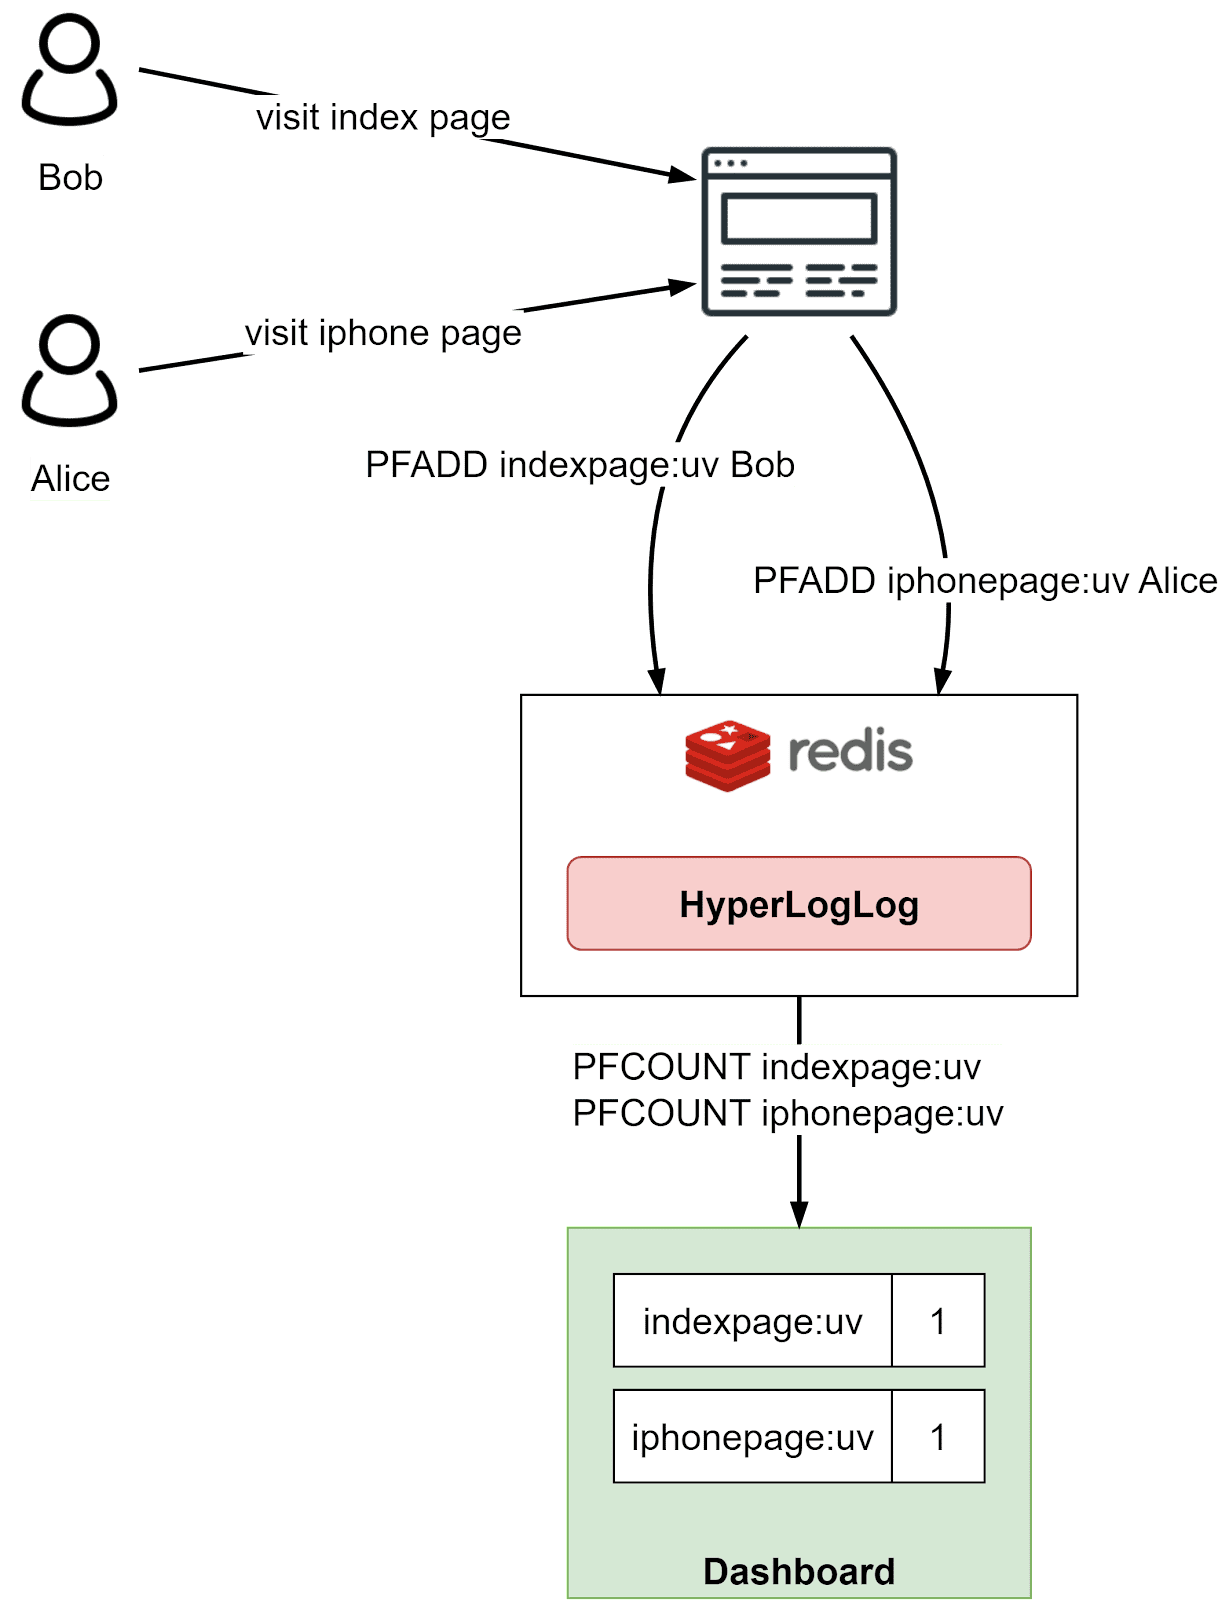 visit index page
Bob
visit iphone page
Alice
PFADD indexpage:uv Bob
PFADD iphonepage:uv Alice
redis
HyperLogLog
PFCOUNT indexpage:uv
PFCOUNT iphonepage:uv
indexpage:uv 1
iphonepage:uv 1
Dashboard